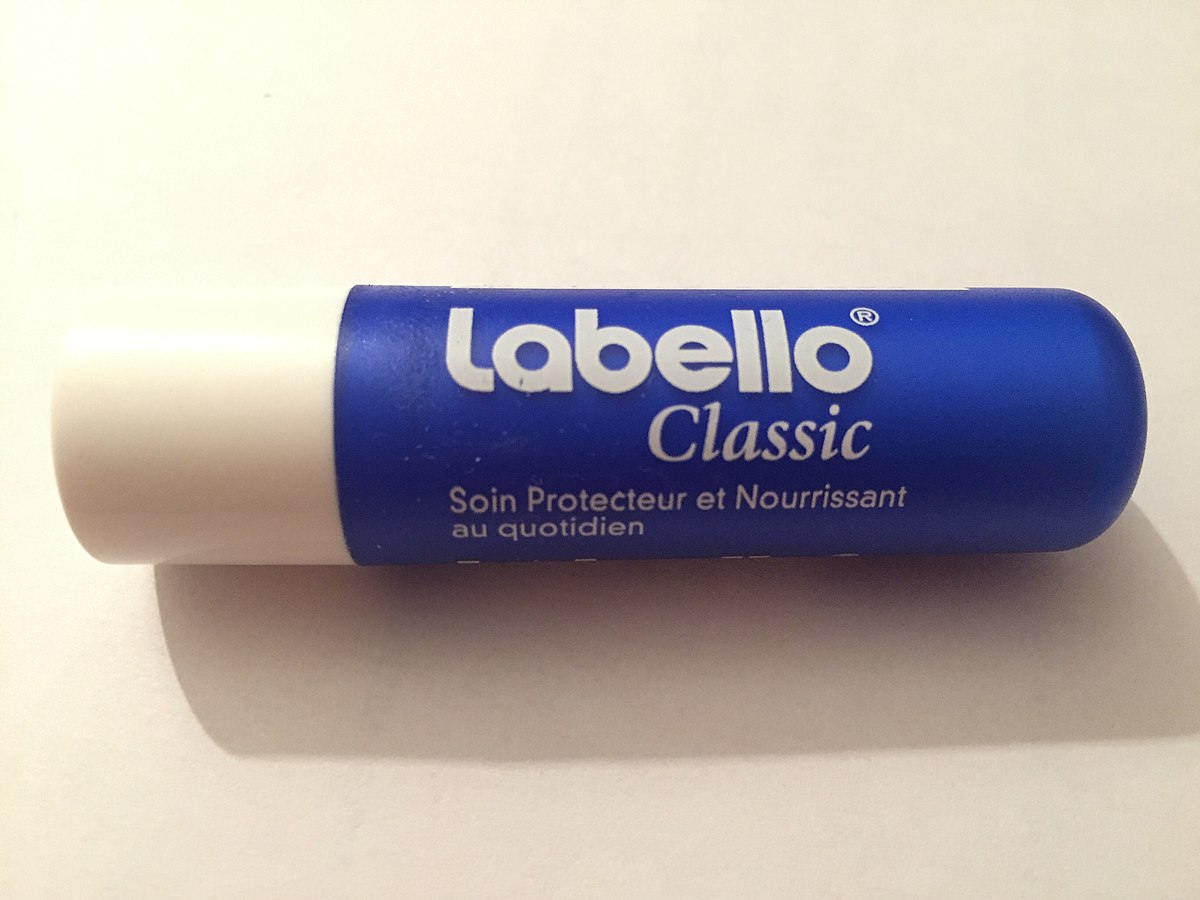 Labello®
Classic
Soin Protecteur et Nourrissant
au quotidien